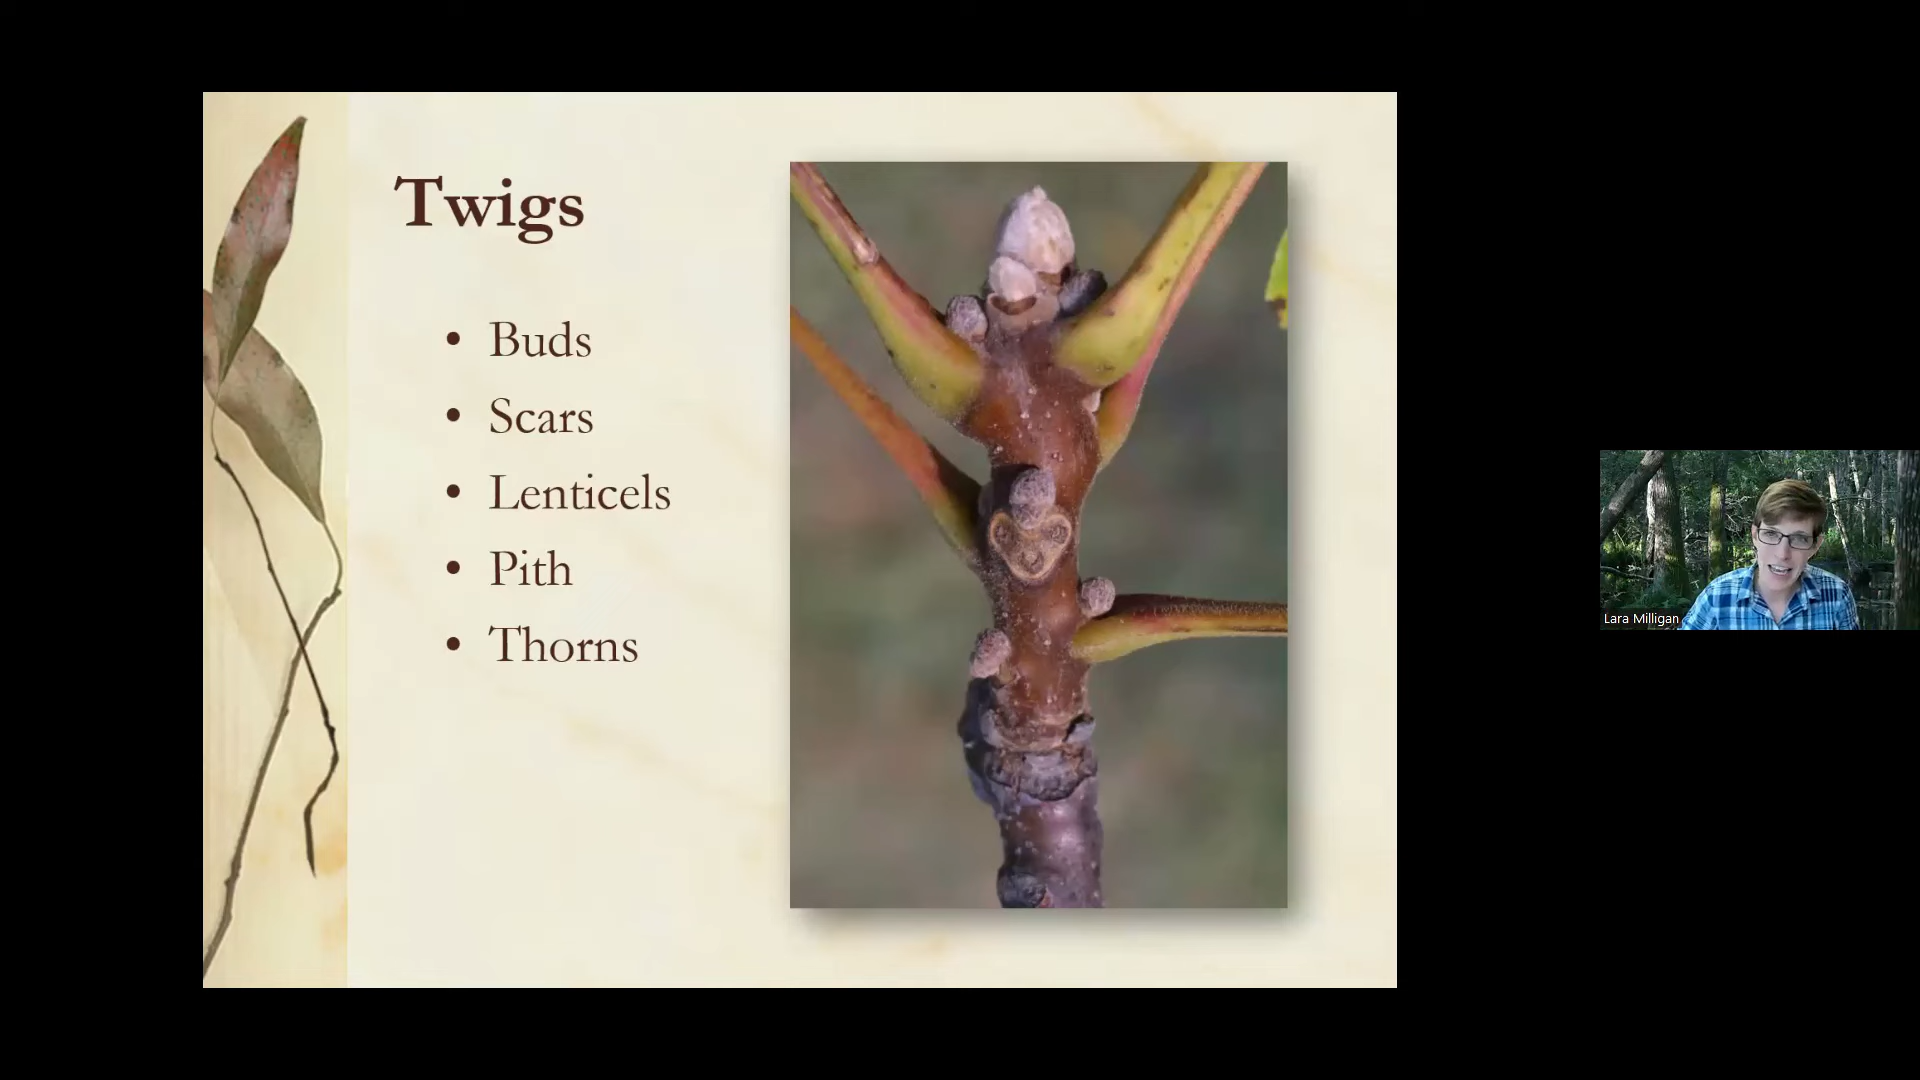 Twigs
• Buds
• Scars
• Lenticels
• Pith
• Thorns
Lara Milligan